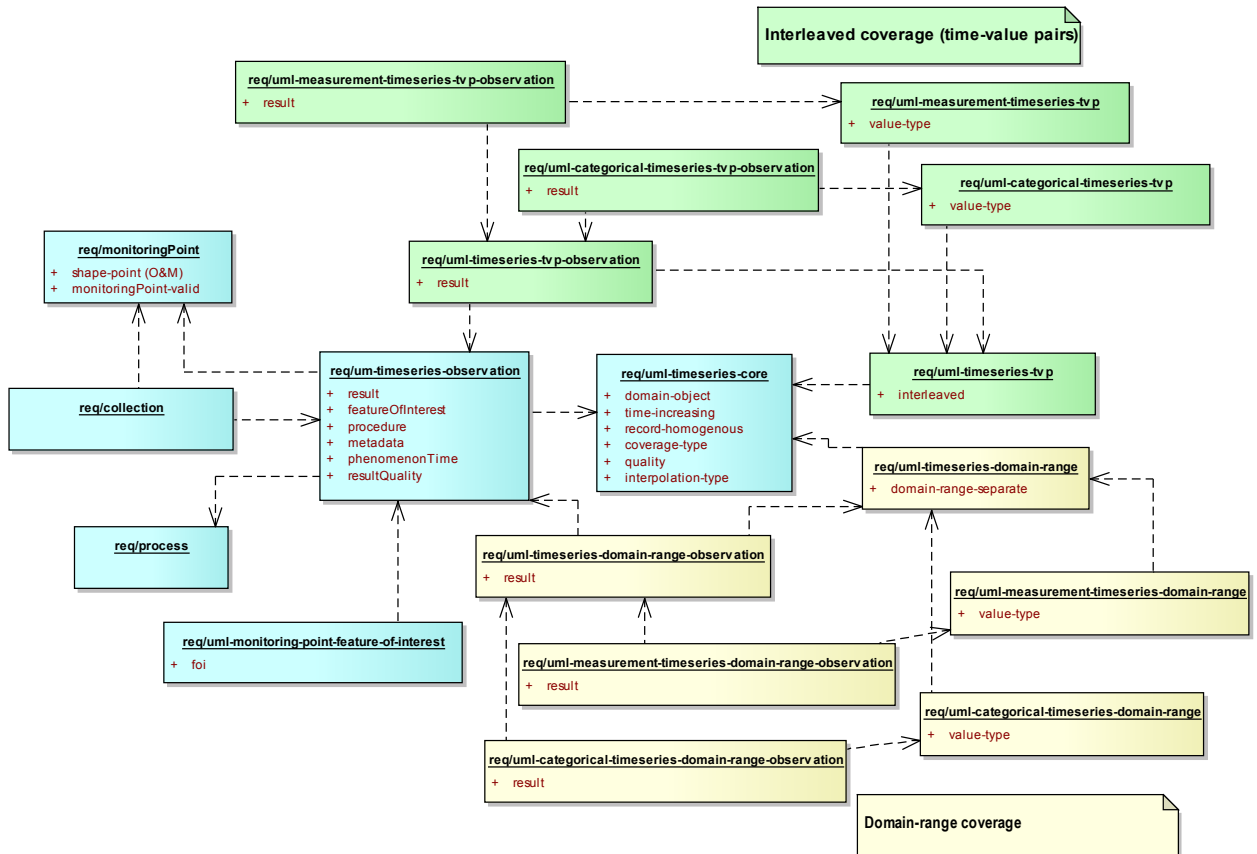 Interleaved coverage (time-value pairs)
req/uml-measurement-timeseries-tvp-observation
+ result
req/uml-measurement-timeseries-tvp
+ value-type
req/uml-categorical-timeseries-tvp-observation
+ result
req/uml-categorical-timeseries-tvp
+ value-type
req/monitoringPoint
+ shape-point (O&M)
+ monitoringPoint-valid
req/uml-timeseries-tvp-observation
+ result
req/um-timeseries-observation
+ result
+ featureOfInterest
+ procedure
+ metadata
+ phenomenonTime
+ resultQuality
req/uml-timeseries-core
+ domain-object
+ time-increasing
+ record-homogenous
+ coverage-type
+ quality
+ interpolation-type
req/uml-timeseries-tvp
+ interleaved
req/collection
req/uml-timeseries-domain-range
+ domain-range-separate
req/process
req/uml-timeseries-domain-range-observation
+ result
req/uml-measurement-timeseries-domain-range
+ value-type
req/uml-monitoring-point-feature-of-interest
+ foi
req/uml-measurement-timeseries-domain-range-observation
+ result
req/uml-categorical-timeseries-domain-range
+ value-type
req/uml-categorical-timeseries-domain-range-observation
+ result
Domain-range coverage